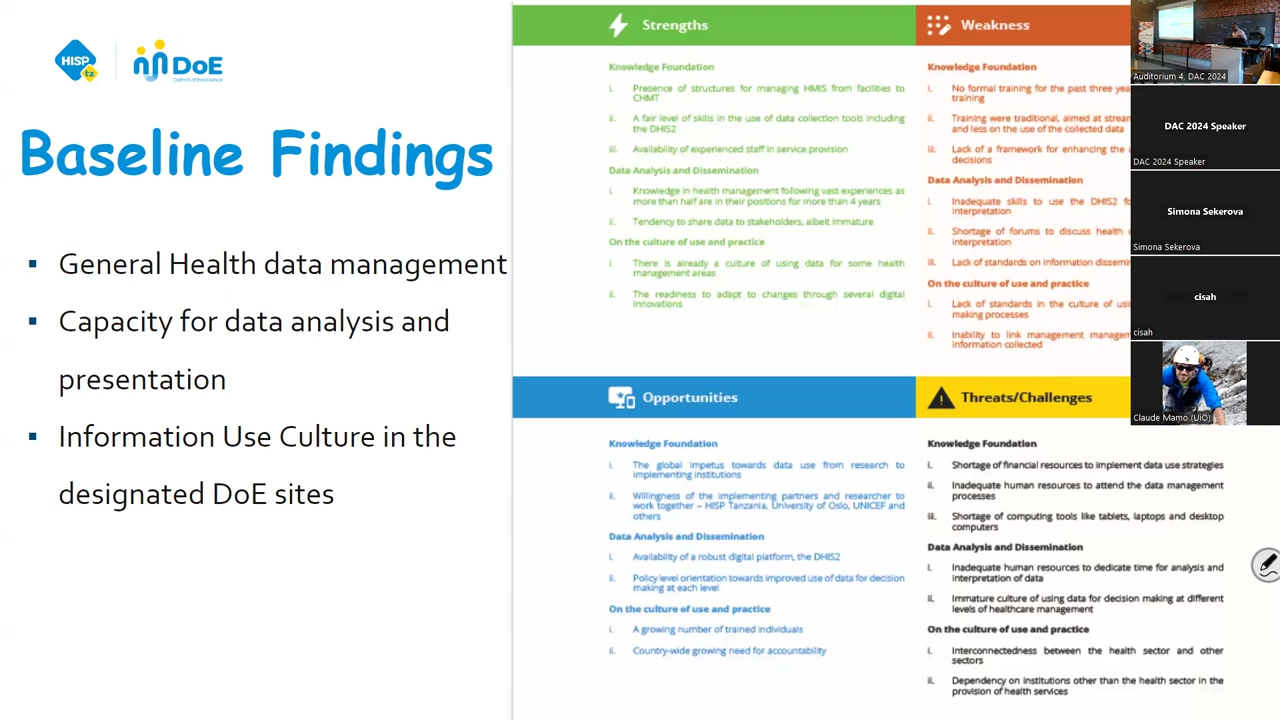 HISP
tz
DoE
District of Excellence
Baseline Findings
▪ General Health data management
▪ Capacity for data analysis and
presentation
▪ Information Use Culture in the
designated DoE sites
Strengths
Knowledge Foundation
i. Presence of structures for managing HMIS from facilities to
CHMT
ii. A fair level of skills in the use of data collection tools including
the DHIS2
iii. Availability of experienced staff in service provision
Data Analysis and Dissemination
i. Knowledge in health management following vast experiences as
more than half are in their positions for more than 4 years
ii. Tendency to share data to stakeholders, albeit immature
On the culture of use and practice
i. There is already a culture of using data for some health
management areas
ii. The readiness to adapt to changes through several digital
innovations
Weakness
Knowledge Foundation
i. No formal training for the past three yea
training
ii. Training were traditional, aimed at strea
and less on the use of the collected data
iii. Lack of a framework for enhancing the
decisions
Data Analysis and Dissemination
i. Inadequate skills to use the DHIS2 fo
interpretation
ii. Shortage of forums to discuss health
interpretation
iii. Lack of standards on information dissemin
On the culture of use and practice
i. Lack of standards in the culture of usi
making processes
ii. Inability to link management managem
information collected
Opportunities
Knowledge Foundation
i. The global impetus towards data use from research to
implementing institutions
ii. Willingness of the implementing partners and researcher to
work together – HISP Tanzania, University of Oslo, UNICEF and
others
Data Analysis and Dissemination
i. Availability of a robust digital platform, the DHIS2
ii. Policy level orientation towards improved use of data for decision
making at each level
On the culture of use and practice
i. A growing number of trained individuals
ii. Country-wide growing need for accountability
Threats/Challenges
Knowledge Foundation
i. Shortage of financial resources to implement data use strategies
ii. Inadequate human resources to attend the data management
processes
iii. Shortage of computing tools like tablets, laptops and desktop
computers
Data Analysis and Dissemination
i. Inadequate human resources to dedicate time for analysis and
interpretation of data
ii. Immature culture of using data for decision making at different
levels of healthcare management
On the culture of use and practice
i. Interconnectedness between the health sector and other
sectors
ii. Dependency on institutions other than the health sector in the
provision of health services
Auditorium 4, DAC 2024
DAC 2024 Speaker
DAC 2024 Speaker
Simona Sekerova
Simona Sekerova
cisah
cisah
Claude Mamo (UiO)